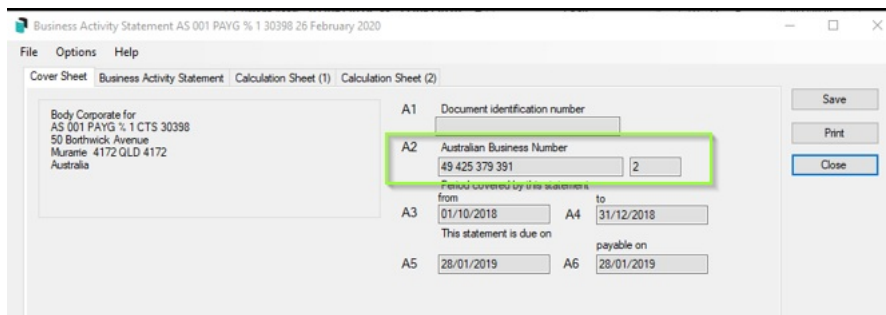 Business Activity Statement AS 001 PAYG % 1 30398 26 February 2020
File Options Help
Cover Sheet Business Activity Statement Calculation Sheet (1) Calculation Sheet (2)
Body Corporate for
AS 001 PAYG % 1 CTS 30398
50 Borthwick Avenue
Murarrie 4172 QLD 4172
Australia
A1 Document identification number
A2 Australian Business Number
49 425 379 391 2
Period covered by this statement
from to
A3 01/10/2018 A4 31/12/2018
This statement is due on
payable on
A5 28/01/2019 A6 28/01/2019
Save
Print
Close